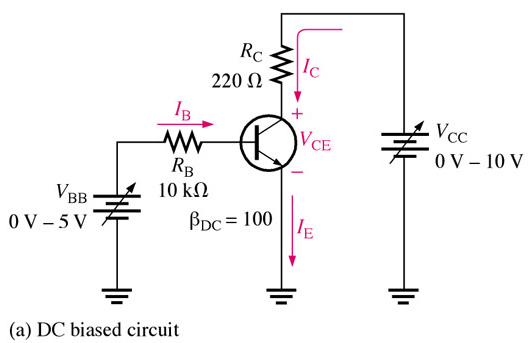 R_C
220 Ω
I_C
I_B
+
V_CE
−
R_B
10 kΩ
V_BB
0 V – 5 V
β_DC = 100
I_E
V_CC
0 V – 10 V
(a) DC biased circuit